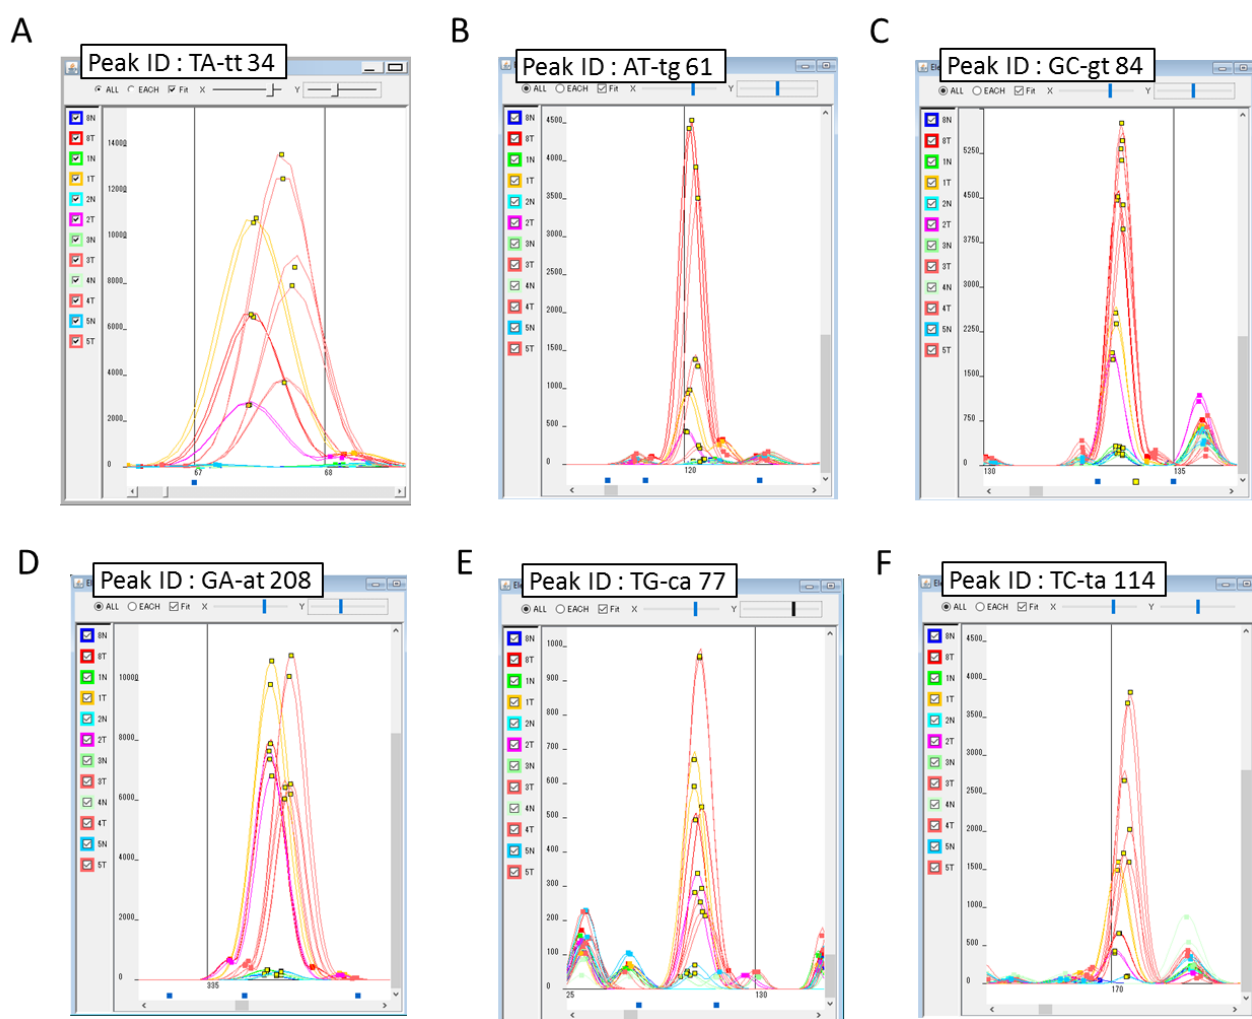 A
Peak ID : TA-tt 34
ALL EACH Fit X Y
8N
8T
1N
1T
2N
2T
3N
3T
4N
4T
5N
5T
14000
12000
10000
8000
6000
4000
2000
0
67 68
B
Peak ID : AT-tg 61
ALL EACH Fit X Y
8N
8T
1N
1T
2N
2T
3N
3T
4N
4T
5N
5T
4500
4000
3500
3000
2500
2000
1500
1000
500
0
120
C
Peak ID : GC-gt 84
ALL EACH Fit X Y
8N
8T
1N
1T
2N
2T
3N
3T
4N
4T
5N
5T
5250
4500
3750
3000
2250
1500
750
0
130 135
D
Peak ID : GA-at 208
ALL EACH Fit X Y
8N
8T
1N
1T
2N
2T
3N
3T
4N
4T
5N
5T
10000
8000
6000
4000
2000
0
335
E
Peak ID : TG-ca 77
ALL EACH Fit X Y
8N
8T
1N
1T
2N
2T
3N
3T
4N
4T
5N
5T
1000
900
800
700
600
500
400
300
200
100
0
25 130
F
Peak ID : TC-ta 114
ALL EACH Fit X Y
8N
8T
1N
1T
2N
2T
3N
3T
4N
4T
5N
5T
4500
4000
3500
3000
2500
2000
1500
1000
500
0
170